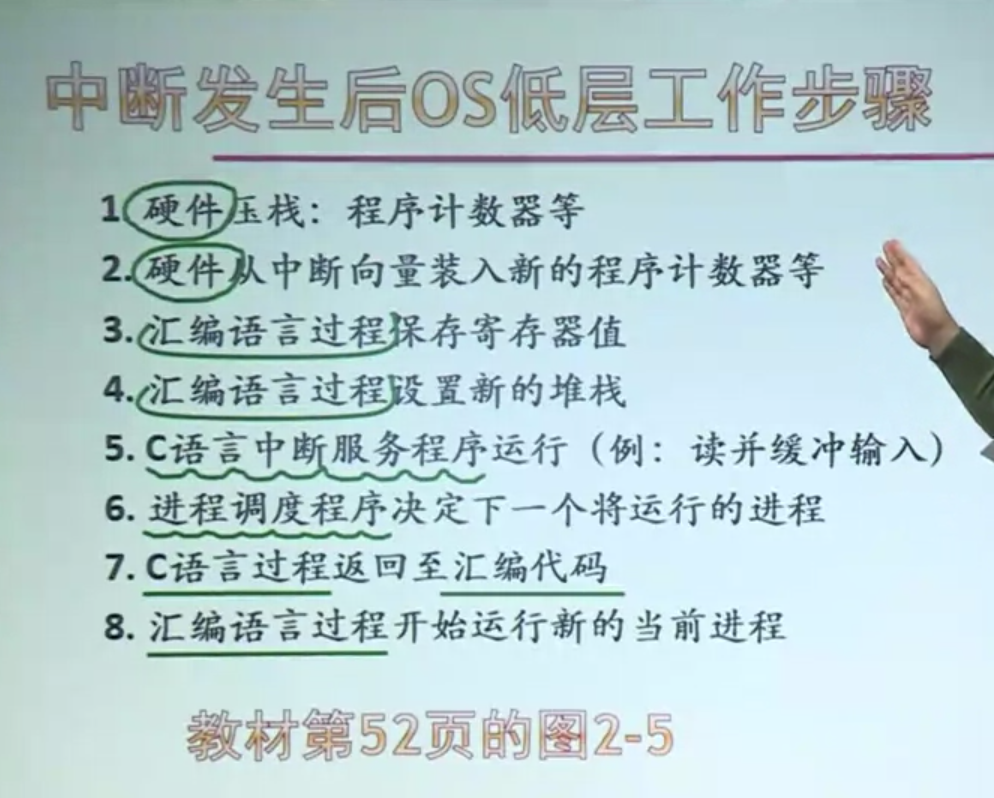 中断发生后OS低层工作步骤
1 硬件压栈：程序计数器等
2. 硬件从中断向量装入新的程序计数器等
3. 汇编语言过程保存寄存器值
4. 汇编语言过程设置新的堆栈
5. C语言中断服务程序运行（例：读并缓冲输入）
6. 进程调度程序决定下一个将运行的进程
7. C语言过程返回至汇编代码
8. 汇编语言过程开始运行新的当前进程
教材第52页的图2-5